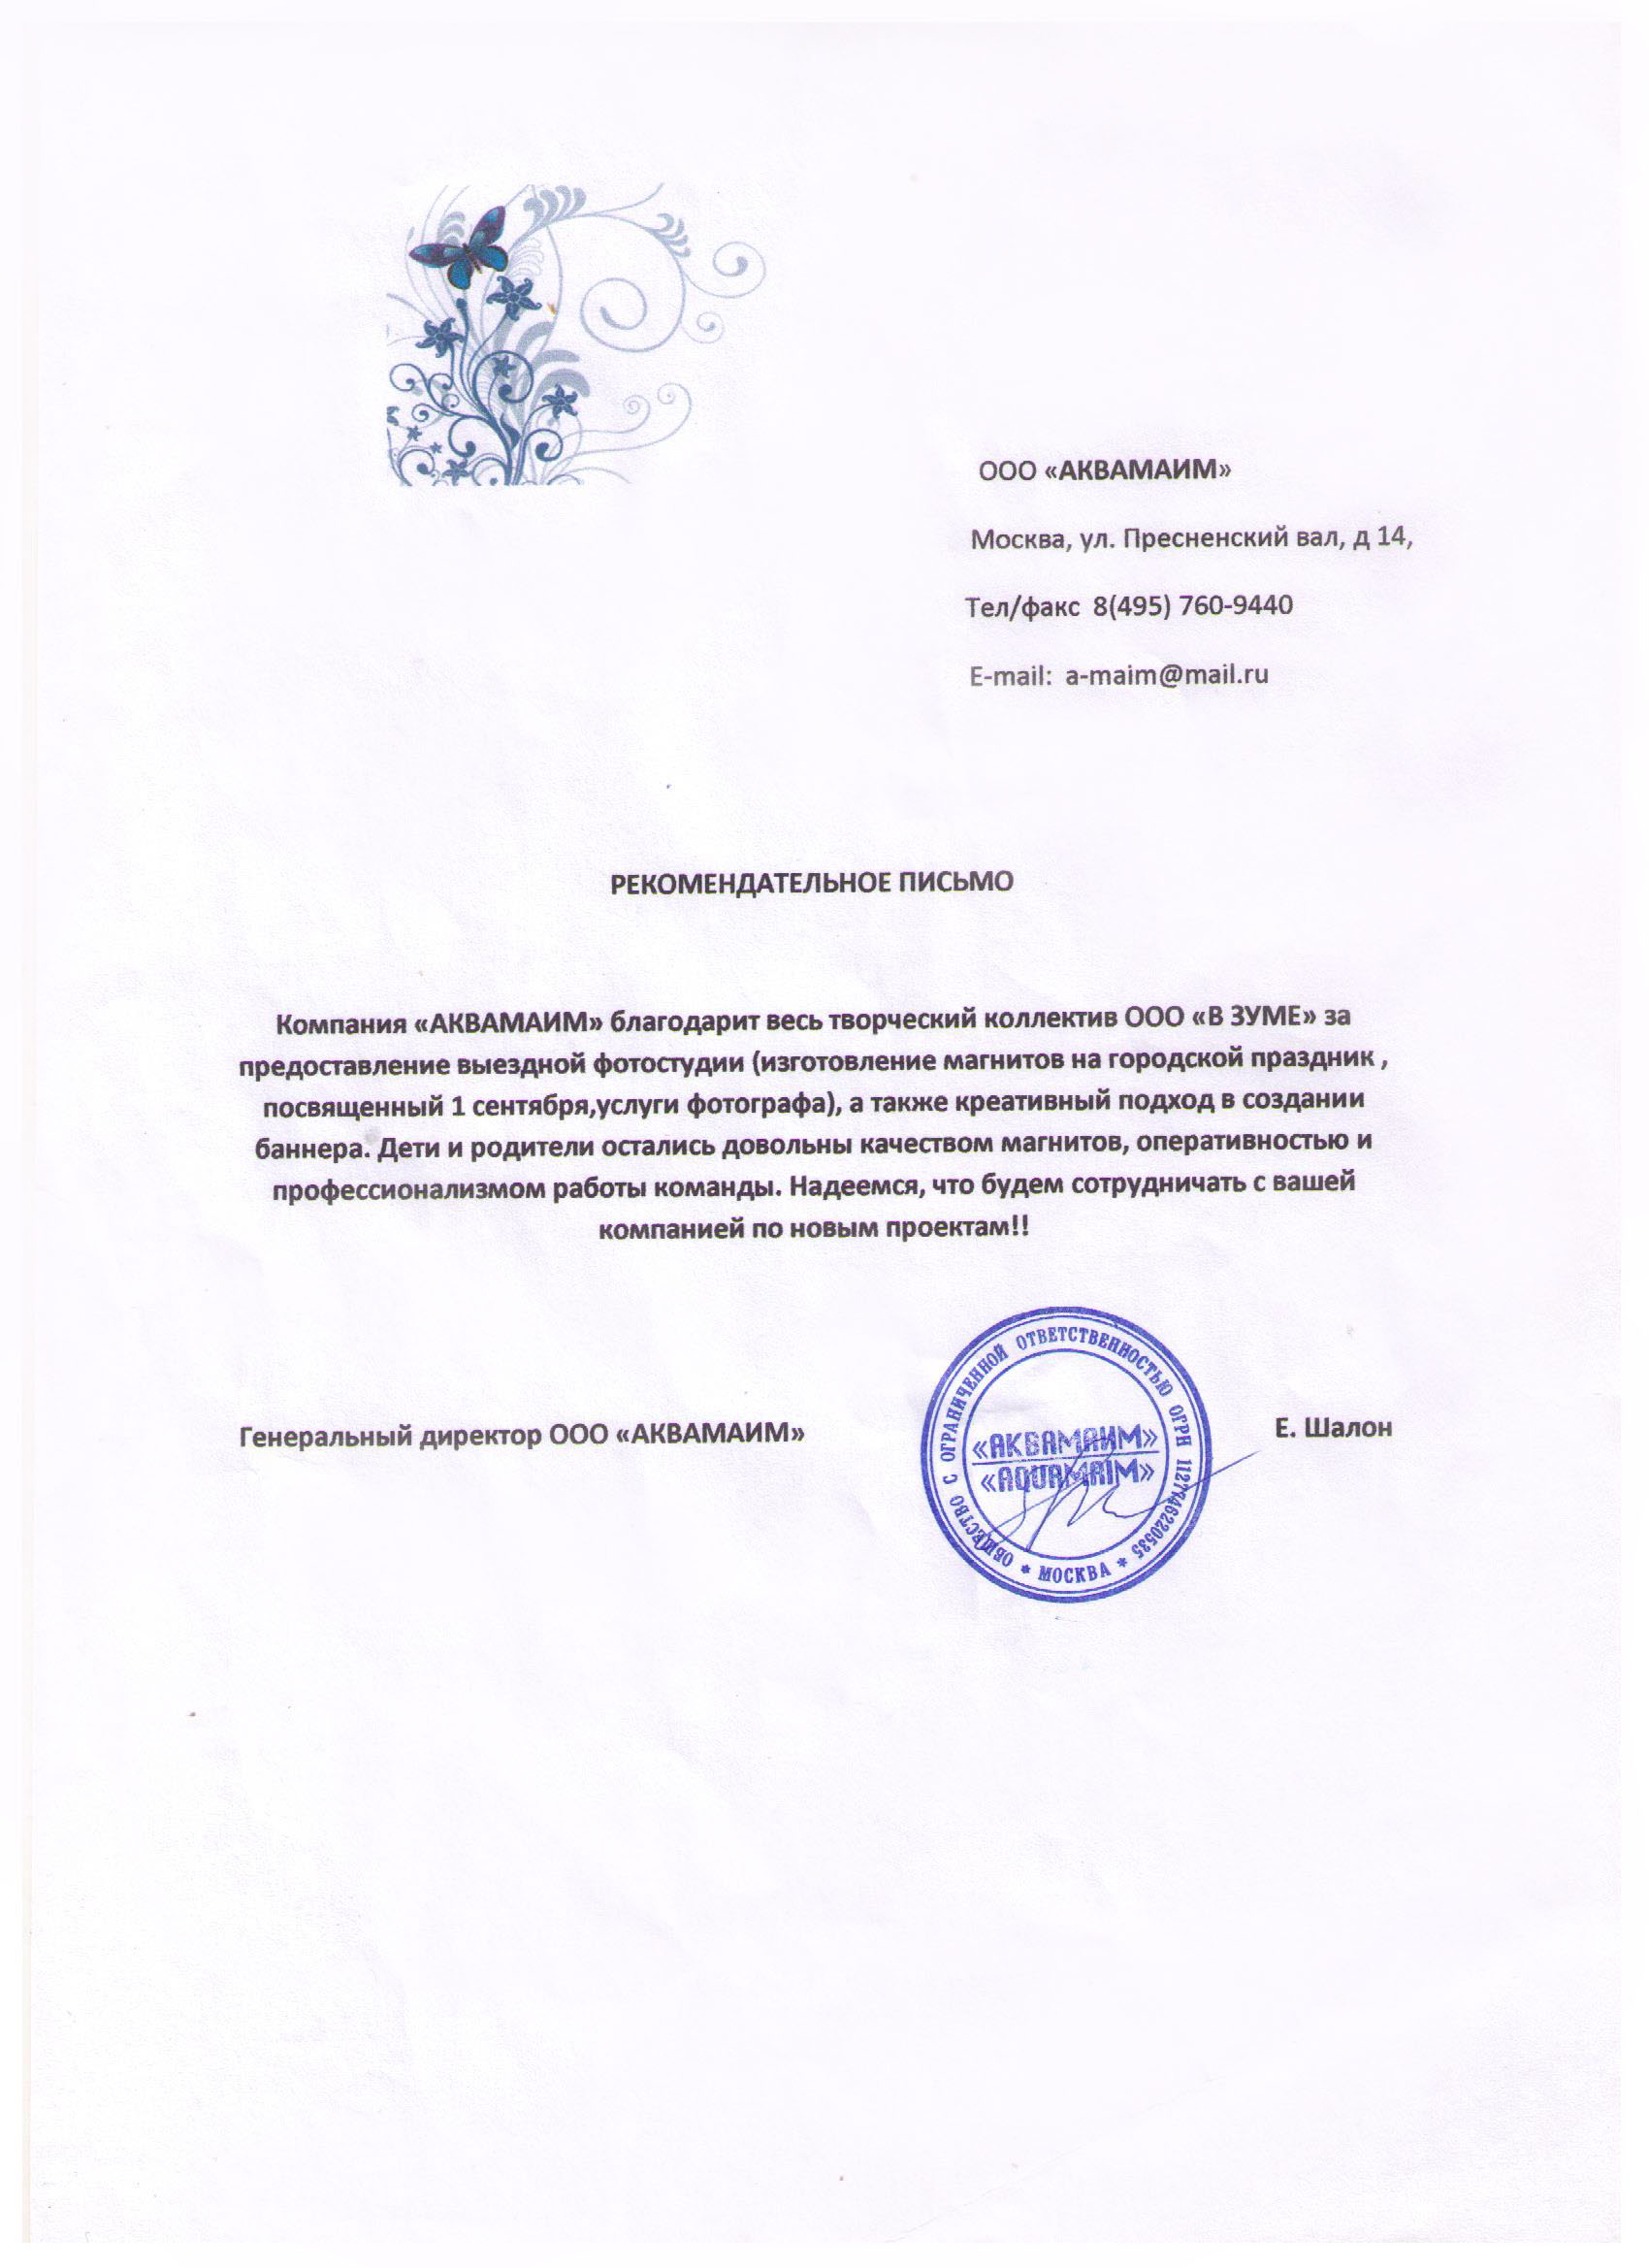 ООО «АКВАМАИМ»
Москва, ул. Пресненский вал, д 14,
Тел/факс 8(495) 760-9440
E-mail: a-maim@mail.ru
РЕКОМЕНДАТЕЛЬНОЕ ПИСЬМО
Компания «АКВАМАИМ» благодарит весь творческий коллектив ООО «В ЗУМЕ» за
предоставление выездной фотостудии (изготовление магнитов на городской праздник ,
посвященный 1 сентября,услуги фотографа), а также креативный подход в создании
баннера. Дети и родители остались довольны качеством магнитов, оперативностью и
профессионализмом работы команды. Надеемся, что будем сотрудничать с вашей
компанией по новым проектам!!
Генеральный директор ООО «АКВАМАИМ»
Е. Шалон
ОБЩЕСТВО С ОГРАНИЧЕННОЙ ОТВЕТСТВЕННОСТЬЮ ОГРН 1127746220535
«АКВАМАИМ»
«AQUAMAIM»
* МОСКВА *